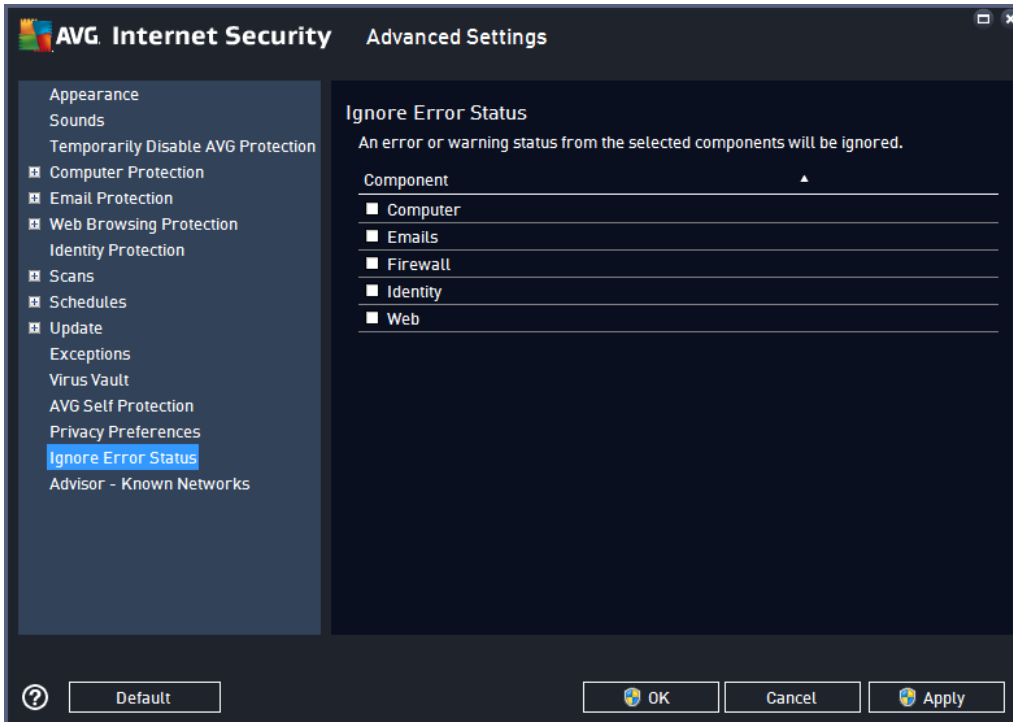 AVG Internet Security Advanced Settings
Appearance
Sounds
Temporarily Disable AVG Protection
Computer Protection
Email Protection
Web Browsing Protection
Identity Protection
Scans
Schedules
Update
Exceptions
Virus Vault
AVG Self Protection
Privacy Preferences
Ignore Error Status
Advisor - Known Networks
Ignore Error Status
An error or warning status from the selected components will be ignored.
Component
Computer
Emails
Firewall
Identity
Web
? Default OK Cancel Apply